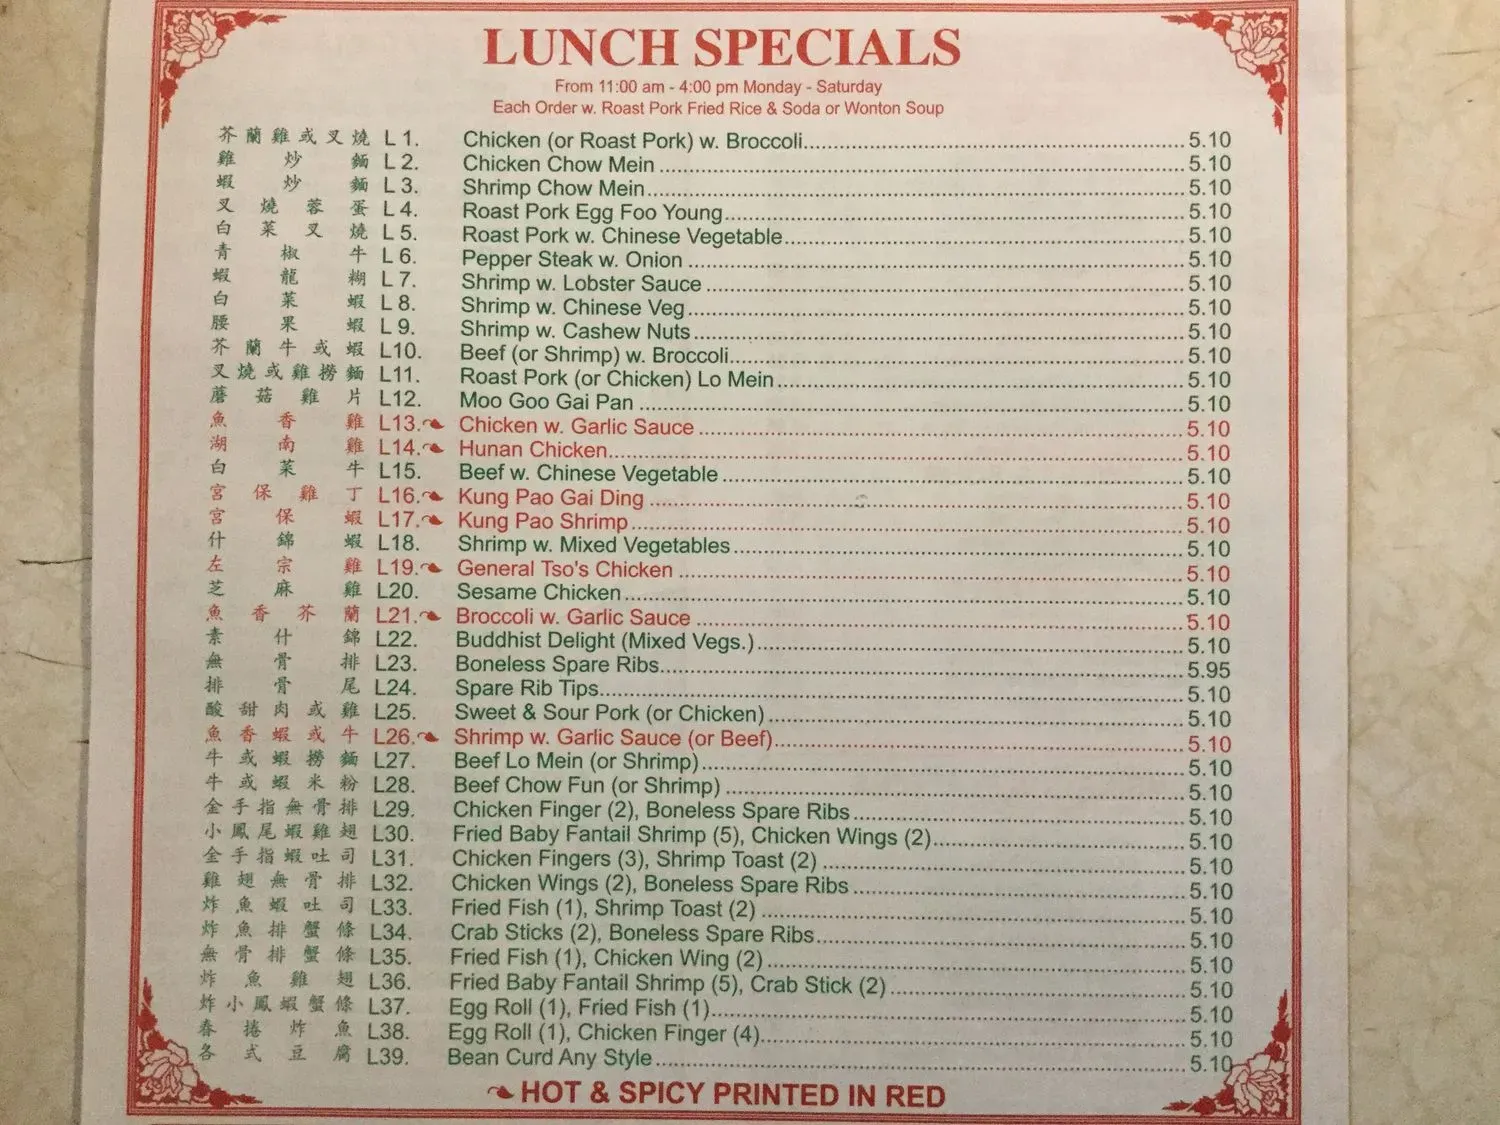 LUNCH SPECIALS
From 11:00 am - 4:00 pm Monday - Saturday
Each Order w. Roast Pork Fried Rice & Soda or Wonton Soup
芥蘭雞或叉燒 L 1. Chicken (or Roast Pork) w. Broccoli 5.10
雞炒麵 L 2. Chicken Chow Mein 5.10
蝦炒麵 L 3. Shrimp Chow Mein 5.10
叉燒蓉蛋 L 4. Roast Pork Egg Foo Young 5.10
白菜叉燒 L 5. Roast Pork w. Chinese Vegetable 5.10
青椒牛 L 6. Pepper Steak w. Onion 5.10
蝦龍糊 L 7. Shrimp w. Lobster Sauce 5.10
白菜蝦 L 8. Shrimp w. Chinese Veg 5.10
腰果蝦 L 9. Shrimp w. Cashew Nuts 5.10
芥蘭牛或蝦 L10. Beef (or Shrimp) w. Broccoli 5.10
叉燒或雞撈麵 L11. Roast Pork (or Chicken) Lo Mein 5.10
蘑菇雞片 L12. Moo Goo Gai Pan 5.10
魚香雞 L13. Chicken w. Garlic Sauce 5.10
湖南雞 L14. Hunan Chicken 5.10
白菜牛 L15. Beef w. Chinese Vegetable 5.10
宮保雞丁 L16. Kung Pao Gai Ding 5.10
宮保蝦 L17. Kung Pao Shrimp 5.10
什錦蝦 L18. Shrimp w. Mixed Vegetables 5.10
左宗雞 L19. General Tso's Chicken 5.10
芝麻雞 L20. Sesame Chicken 5.10
魚香芥蘭 L21. Broccoli w. Garlic Sauce 5.10
素什錦 L22. Buddhist Delight (Mixed Vegs.) 5.10
無骨排 L23. Boneless Spare Ribs 5.95
排骨尾 L24. Spare Rib Tips 5.10
酸甜肉或雞 L25. Sweet & Sour Pork (or Chicken) 5.10
魚香蝦或牛 L26. Shrimp w. Garlic Sauce (or Beef) 5.10
牛或蝦撈麵 L27. Beef Lo Mein (or Shrimp) 5.10
牛或蝦米粉 L28. Beef Chow Fun (or Shrimp) 5.10
金手指無骨排 L29. Chicken Finger (2), Boneless Spare Ribs 5.10
小鳳尾蝦雞翅 L30. Fried Baby Fantail Shrimp (5), Chicken Wings (2) 5.10
金手指蝦吐司 L31. Chicken Fingers (3), Shrimp Toast (2) 5.10
雞翅無骨排 L32. Chicken Wings (2), Boneless Spare Ribs 5.10
炸魚蝦吐司 L33. Fried Fish (1), Shrimp Toast (2) 5.10
炸魚排蟹條 L34. Crab Sticks (2), Boneless Spare Ribs 5.10
無骨排蟹條 L35. Fried Fish (1), Chicken Wing (2) 5.10
炸魚雞翅 L36. Fried Baby Fantail Shrimp (5), Crab Stick (2) 5.10
炸小鳳蝦蟹條 L37. Egg Roll (1), Fried Fish (1) 5.10
春捲炸魚 L38. Egg Roll (1), Chicken Finger (4) 5.10
各式豆腐 L39. Bean Curd Any Style 5.10
HOT & SPICY PRINTED IN RED